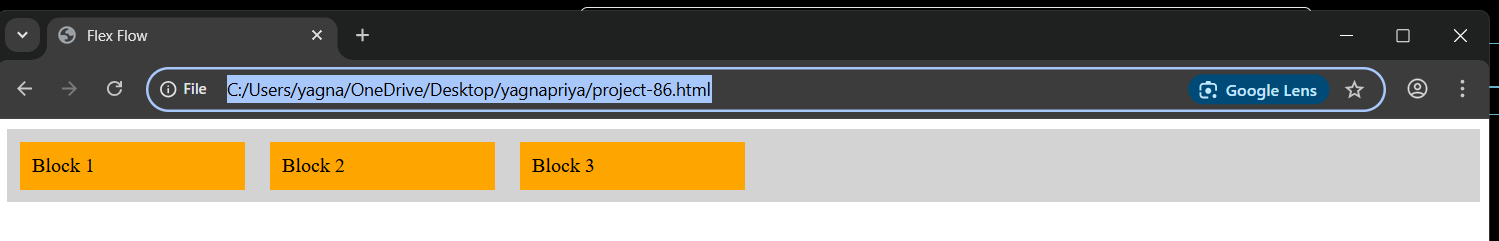 Flex Flow
File C:/Users/yagna/OneDrive/Desktop/yagnapriya/project-86.html Google Lens
Block 1 Block 2 Block 3